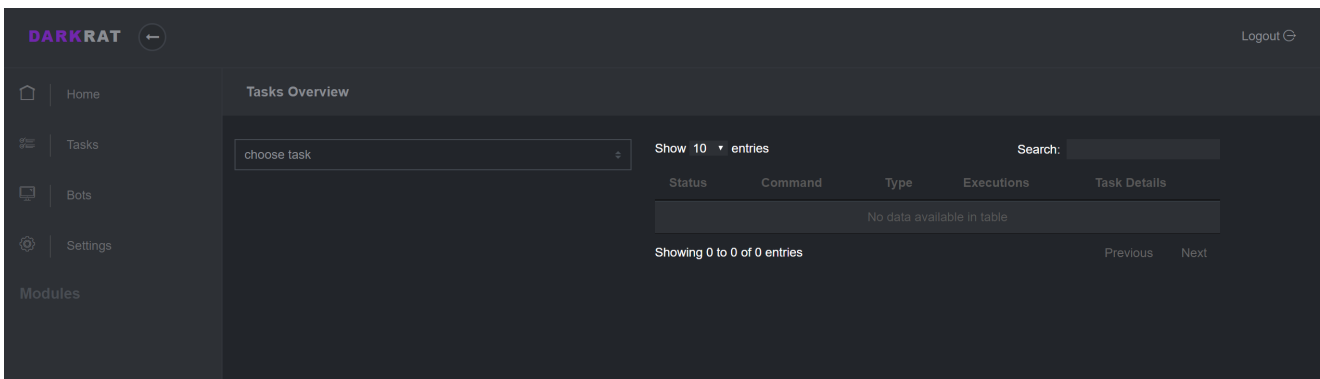 DARKRAT
Logout
Home
Tasks Overview
Tasks
choose task
Show 10 entries
Search:
Status Command Type Executions Task Details
Bots
No data available in table
Settings
Showing 0 to 0 of 0 entries
Previous Next
Modules